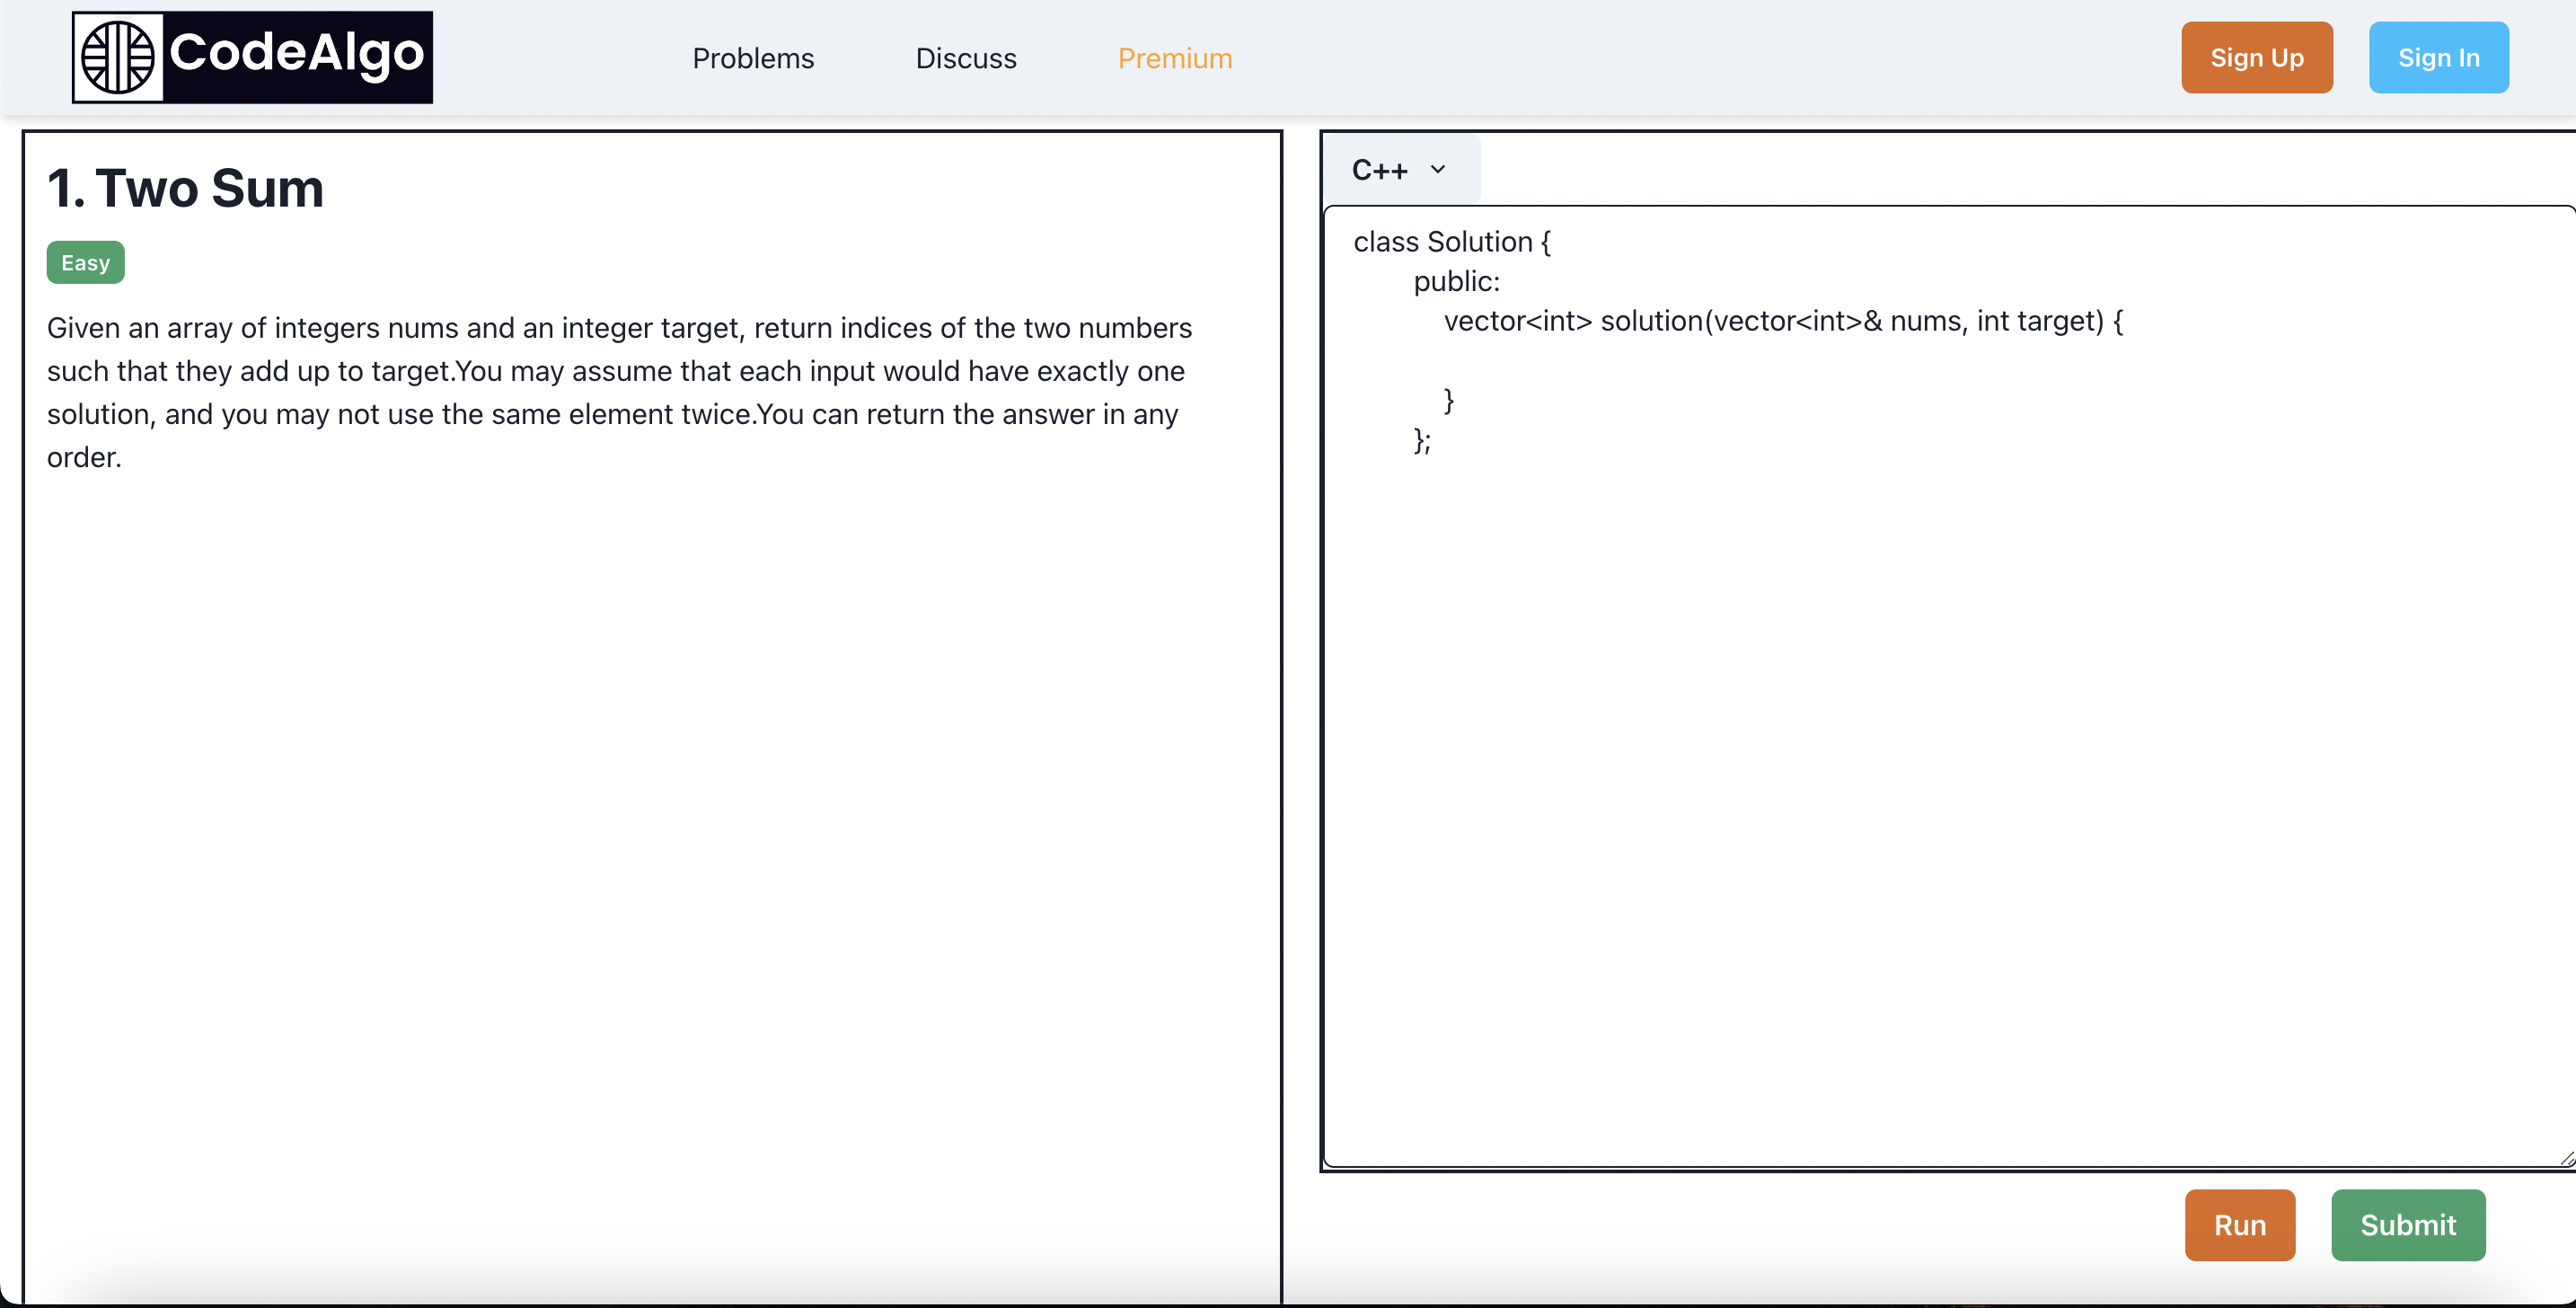 CodeAlgo
Problems Discuss Premium
Sign Up Sign In
1. Two Sum
Easy
Given an array of integers nums and an integer target, return indices of the two numbers
such that they add up to target.You may assume that each input would have exactly one
solution, and you may not use the same element twice.You can return the answer in any
order.
C++
class Solution {
public:
vector<int> solution(vector<int>& nums, int target) {
}
};
Run Submit